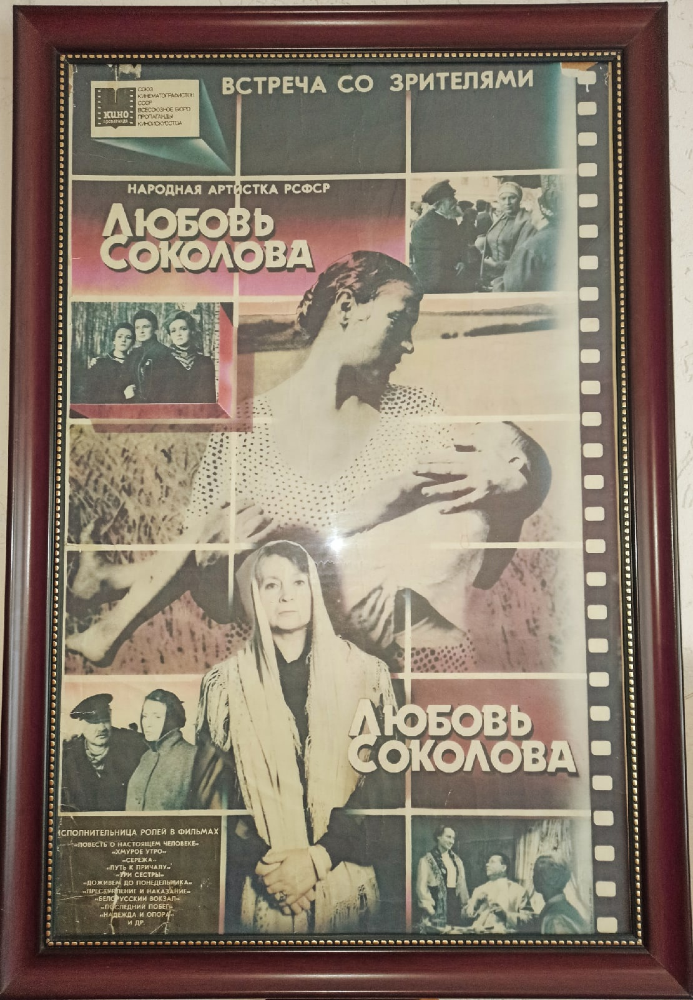 ВСТРЕЧА СО ЗРИТЕЛЯМИ
СОЮЗ
КИНЕМАТОГРАФИСТОВ
СССР
ВСЕСОЮЗНОЕ БЮРО
ПРОПАГАНДЫ
КИНОИСКУССТВА
КИНО
пропаганда
НАРОДНАЯ АРТИСТКА РСФСР
ЛЮБОВЬ
СОКОЛОВА
ЛЮБОВЬ
СОКОЛОВА
ИСПОЛНИТЕЛЬНИЦА РОЛЕЙ В ФИЛЬМАХ
«ПОВЕСТЬ О НАСТОЯЩЕМ ЧЕЛОВЕКЕ»
«ХМУРОЕ УТРО»
«СЕРЕЖА»
«ПУТЬ К ПРИЧАЛУ»
«ТРИ СЕСТРЫ»
«ДОЖИВЕМ ДО ПОНЕДЕЛЬНИКА»
«ПРЕСТУПЛЕНИЕ И НАКАЗАНИЕ»
«БЕЛОРУССКИЙ ВОКЗАЛ»
«ПОСЛЕДНИЙ ПОБЕГ»
«НАДЕЖДА И ОПОРА»
И ДР.